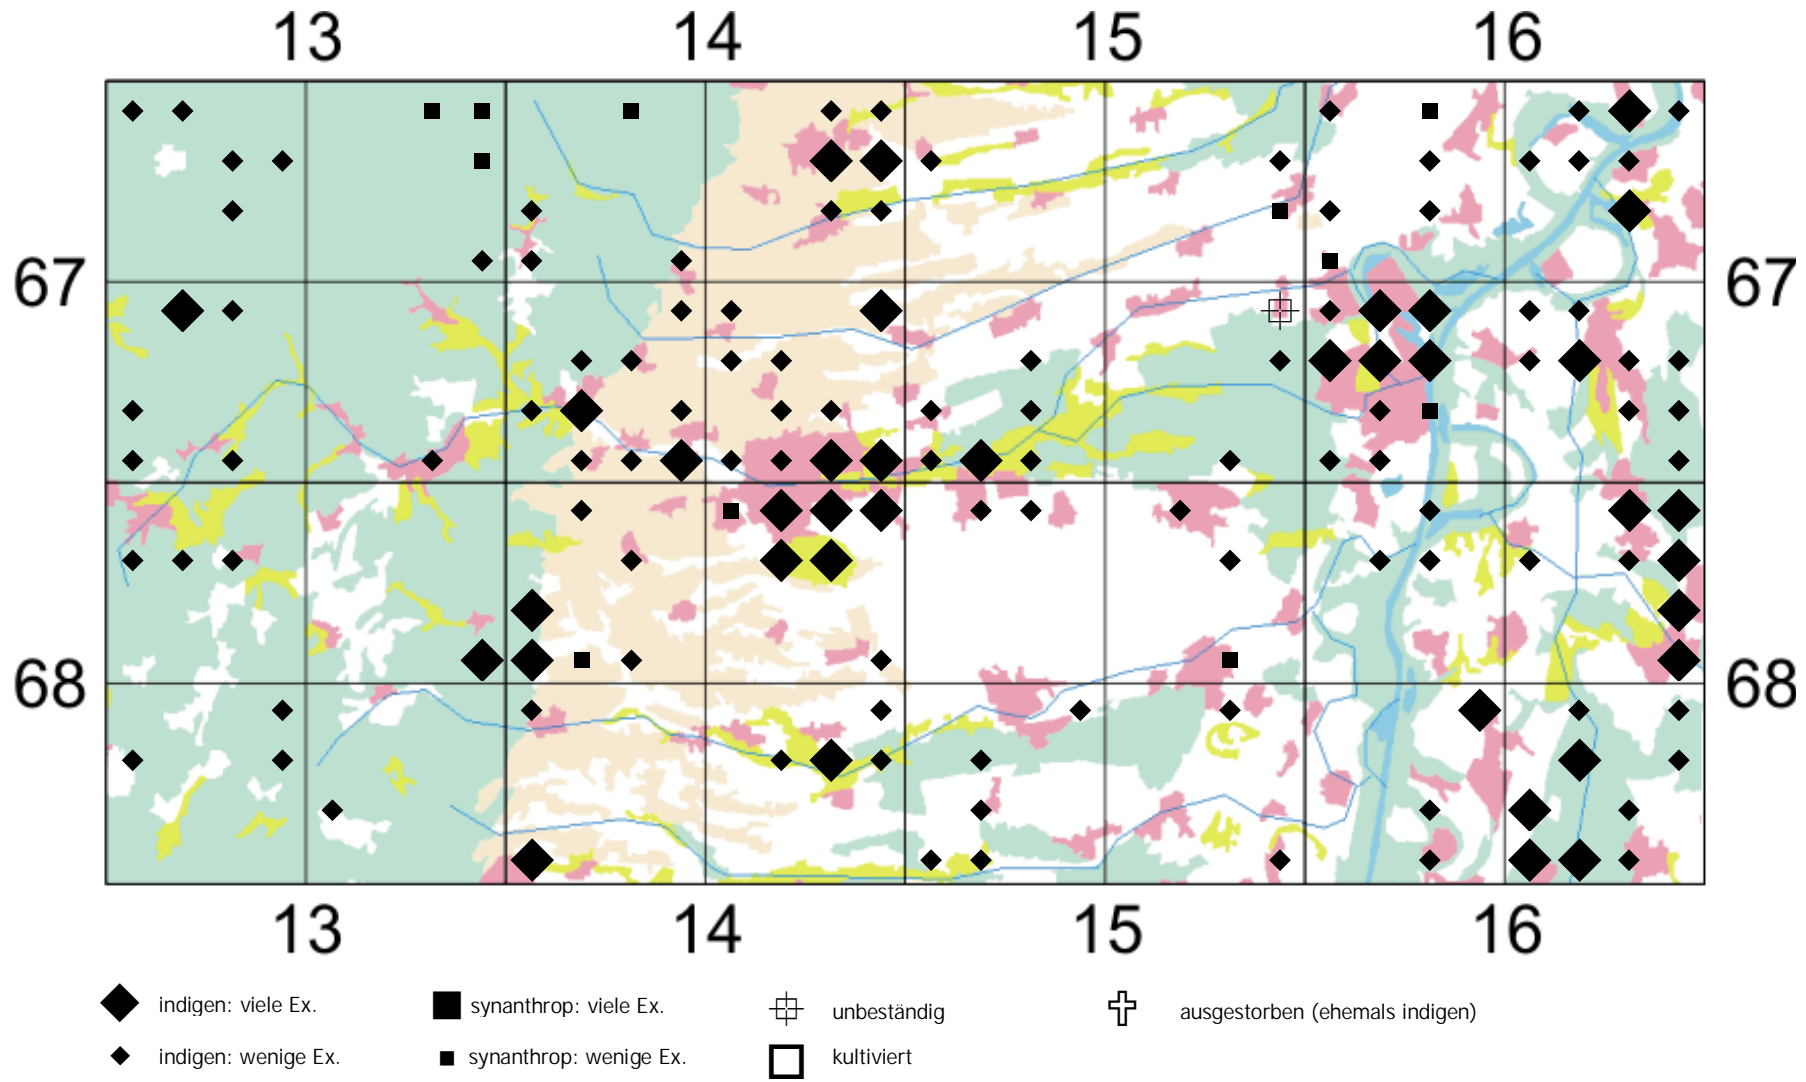 13 14 15 16
67 67
68 68
13 14 15 16
indigen: viele Ex. synanthrop: viele Ex. unbeständig ausgestorben (ehemals indigen)
indigen: wenige Ex. synanthrop: wenige Ex. kultiviert